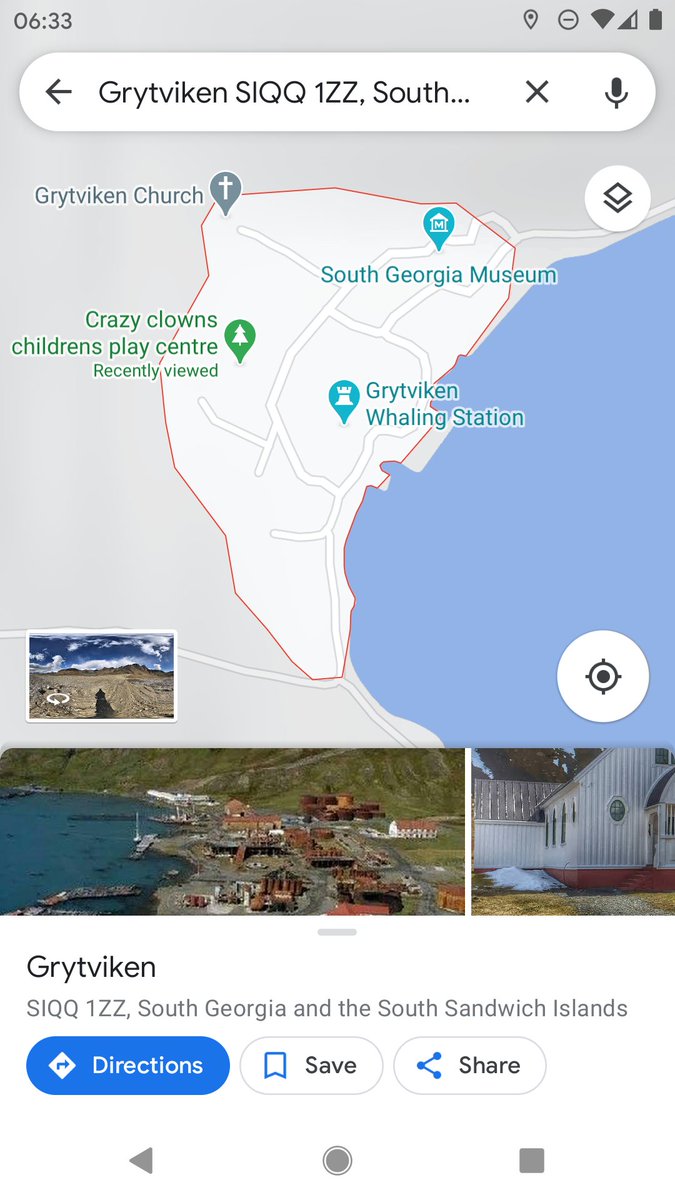 06:33
Grytviken SIQQ 1ZZ, South...
Grytviken Church
M
South Georgia Museum
Crazy clowns
childrens play centre
Recently viewed
Grytviken
Whaling Station
Grytviken
SIQQ 1ZZ, South Georgia and the South Sandwich Islands
Directions
Save
Share